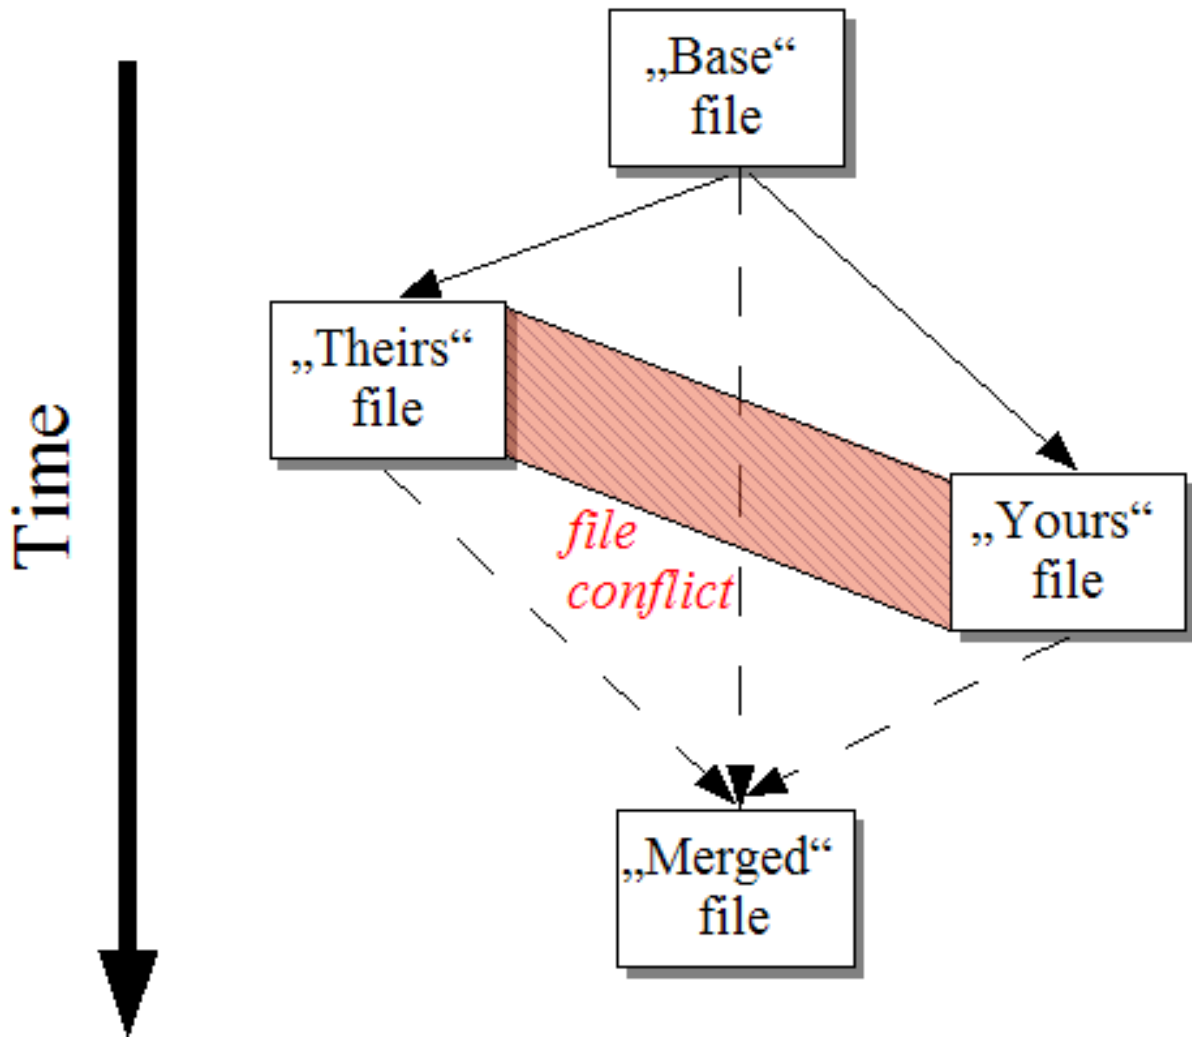 „Base“
file
„Theirs“
file
Time
file
conflict
„Yours“
file
„Merged“
file